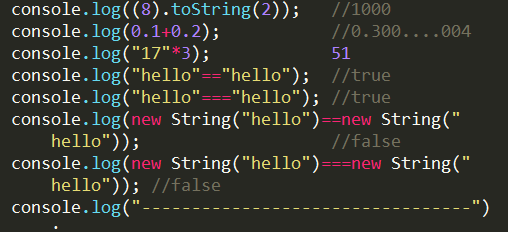 console.log((8).toString(2));   //1000
console.log(0.1+0.2);           //0.300....004
console.log("17"*3);            51
console.log("hello"=="hello");  //true
console.log("hello"==="hello"); //true
console.log(new String("hello")==new String("
hello"));                   //false
console.log(new String("hello")===new String("
hello")); //false
console.log("---------------------------------")
.